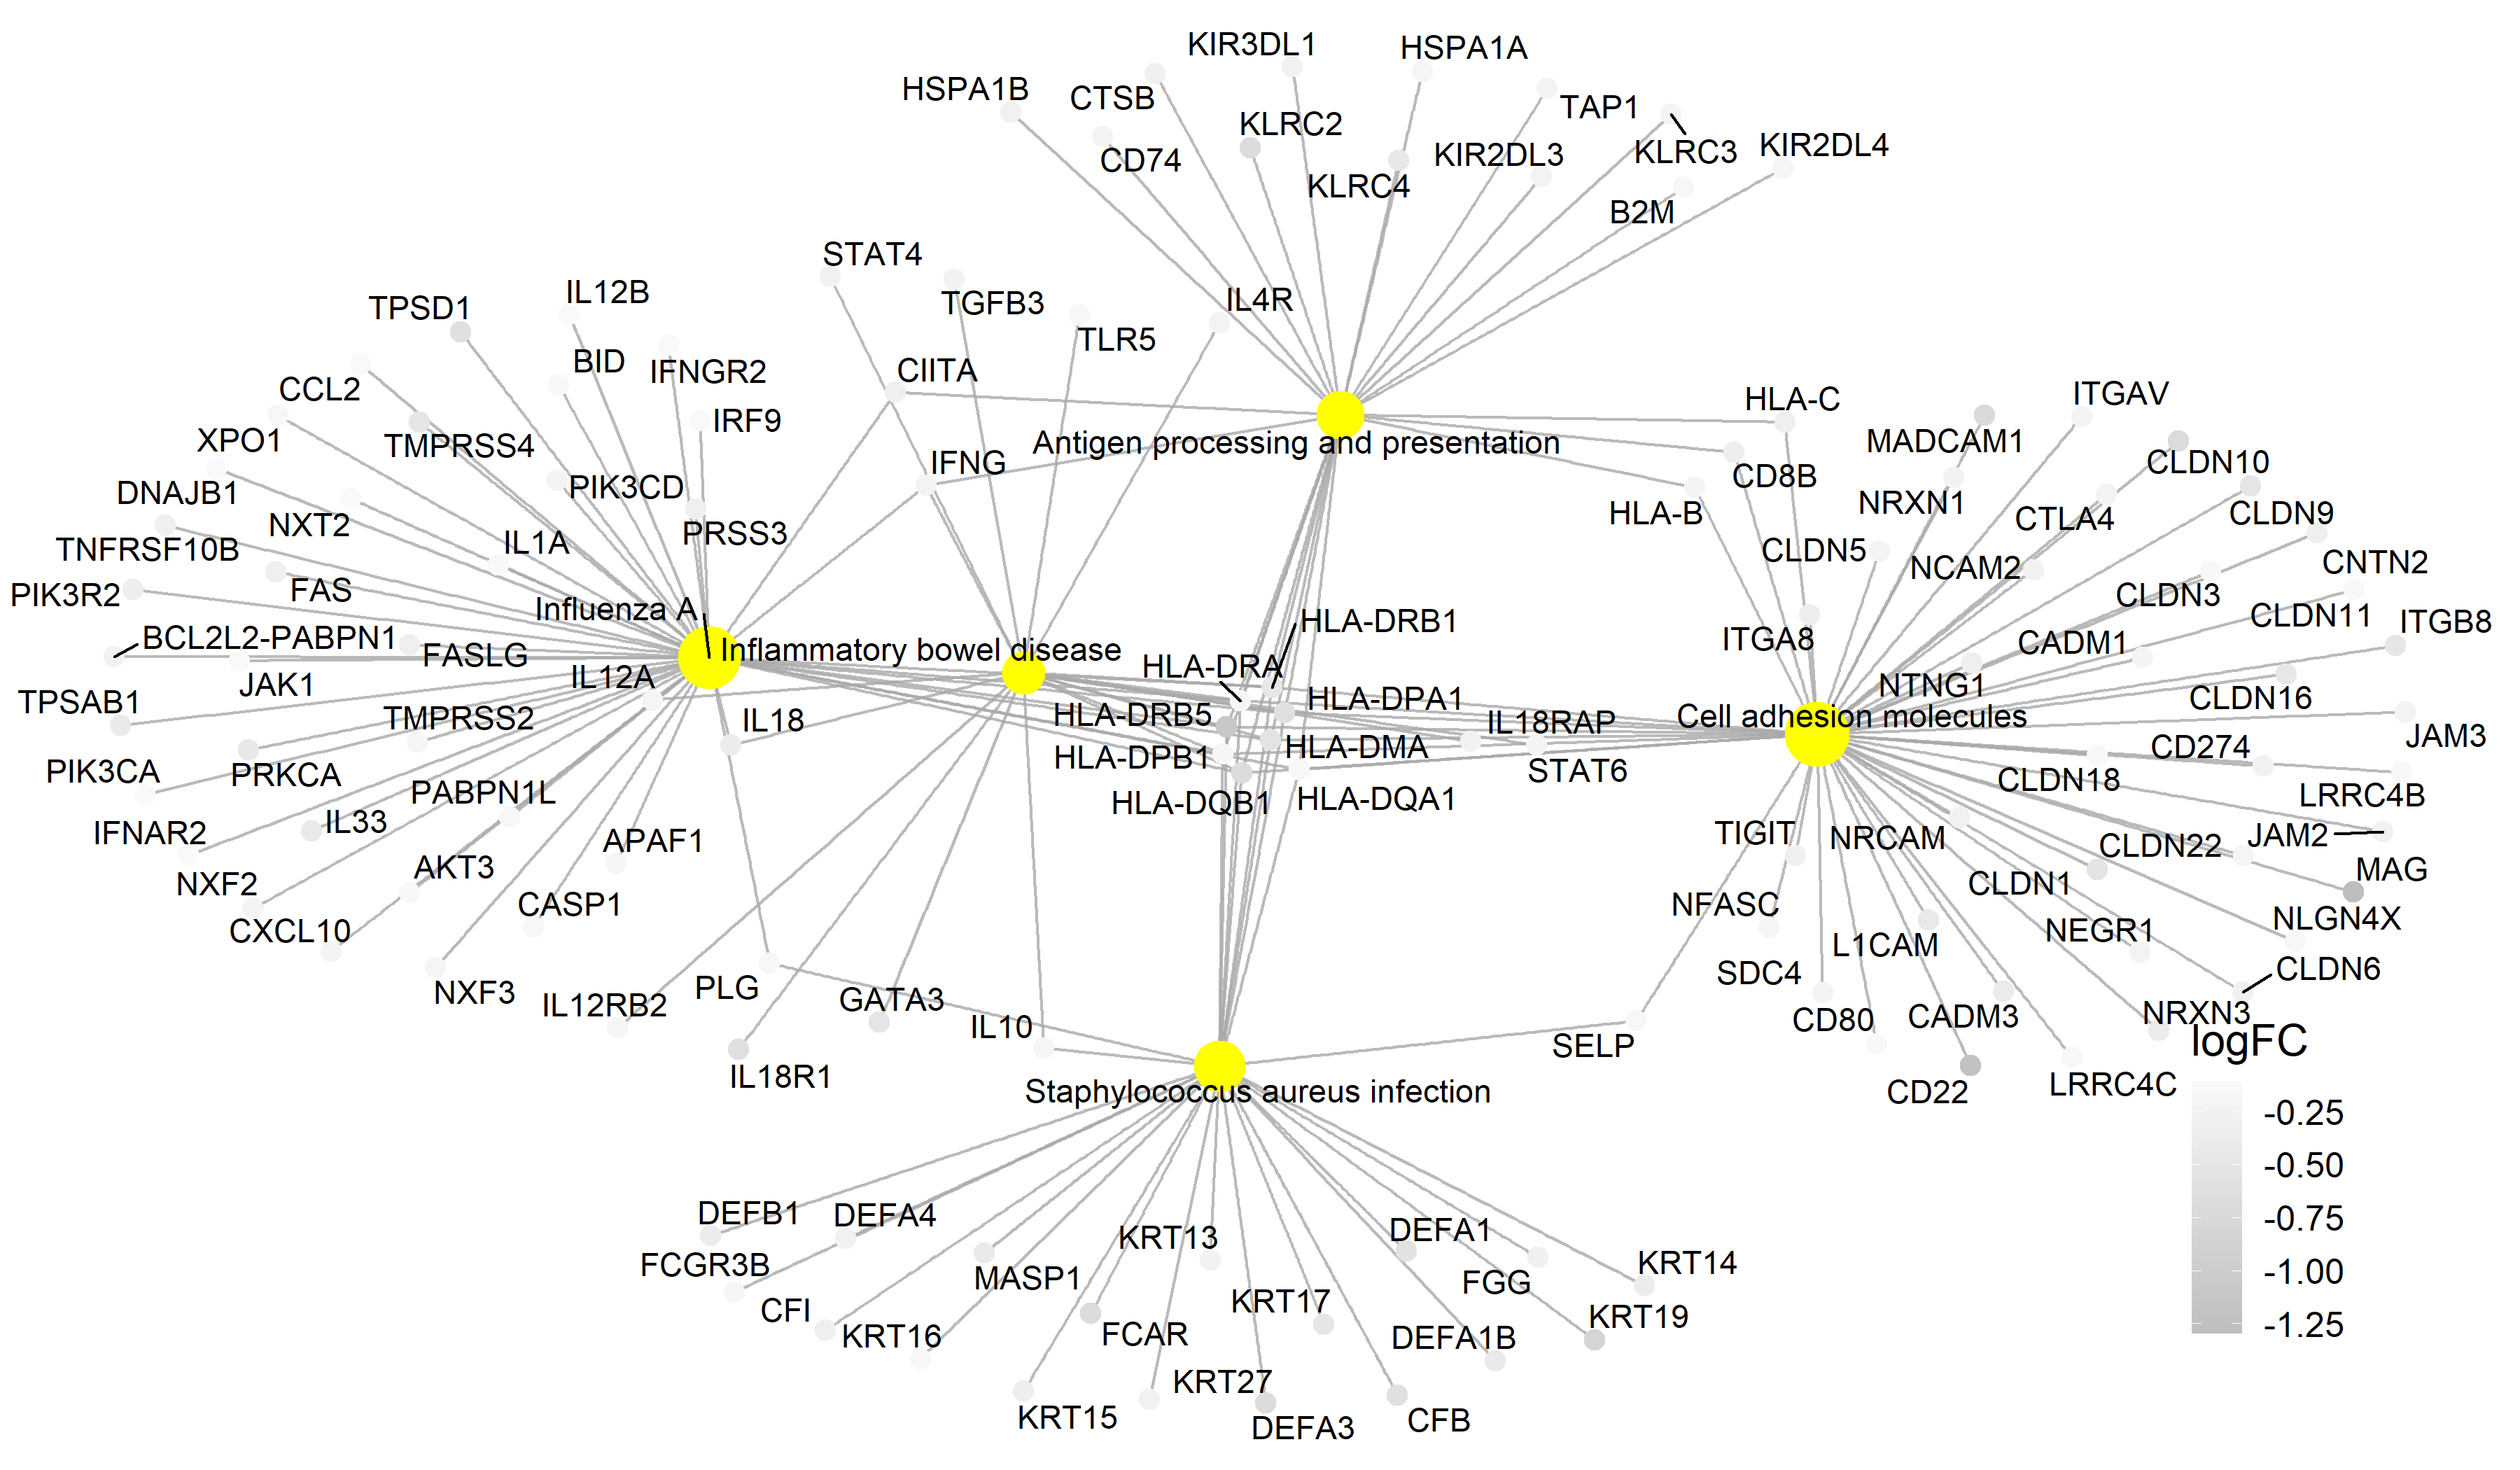 KIR3DL1
HSPA1A
HSPA1B
CTSB
TAP1
KLRC2
CD74
KIR2DL3
KLRC3
KIR2DL4
KLRC4
B2M
STAT4
TGFB3
IL4R
TLR5
IL12B
TPSD1
BID
IFNGR2
CIITA
CCL2
IRF9
HLA-C
ITGAV
XPO1
TMPRSS4
MADCAM1
Antigen processing and presentation
IFNG
CD8B
CLDN10
DNAJB1
PIK3CD
NRXN1
HLA-B
CLDN9
NXT2
PRSS3
CTLA4
TNFRSF10B
IL1A
CLDN5
NCAM2
CNTN2
PIK3R2
FAS
CLDN3
Influenza A
CLDN11
HLA-DRB1
ITGB8
BCL2L2-PABPN1
FASLG
Inflammatory bowel disease
ITGA8
CADM1
HLA-DRA
JAK1
IL12A
NTNG1
TPSAB1
TMPRSS2
IL18
HLA-DRB5
HLA-DPA1
IL18RAP
Cell adhesion molecules
CLDN16
JAM3
CD274
PIK3CA
PRKCA
HLA-DPB1
HLA-DMA
STAT6
CLDN18
PABPN1L
HLA-DQB1
HLA-DQA1
LRRC4B
IFNAR2
IL33
APAF1
TIGIT
NRCAM
CLDN22
JAM2
NXF2
AKT3
CLDN1
MAG
CXCL10
CASP1
NFASC
L1CAM
NEGR1
NLGN4X
NXF3
PLG
SDC4
CLDN6
IL12RB2
GATA3
IL10
CD80
CADM3
NRXN3
SELP
IL18R1
Staphylococcus aureus infection
CD22
LRRC4C
logFC
-0.25
-0.50
-0.75
-1.00
-1.25
DEFB1
DEFA4
KRT13
DEFA1
FCGR3B
MASP1
FGG
KRT14
CFI
KRT16
FCAR
KRT17
DEFA1B
KRT19
KRT27
KRT15
DEFA3
CFB